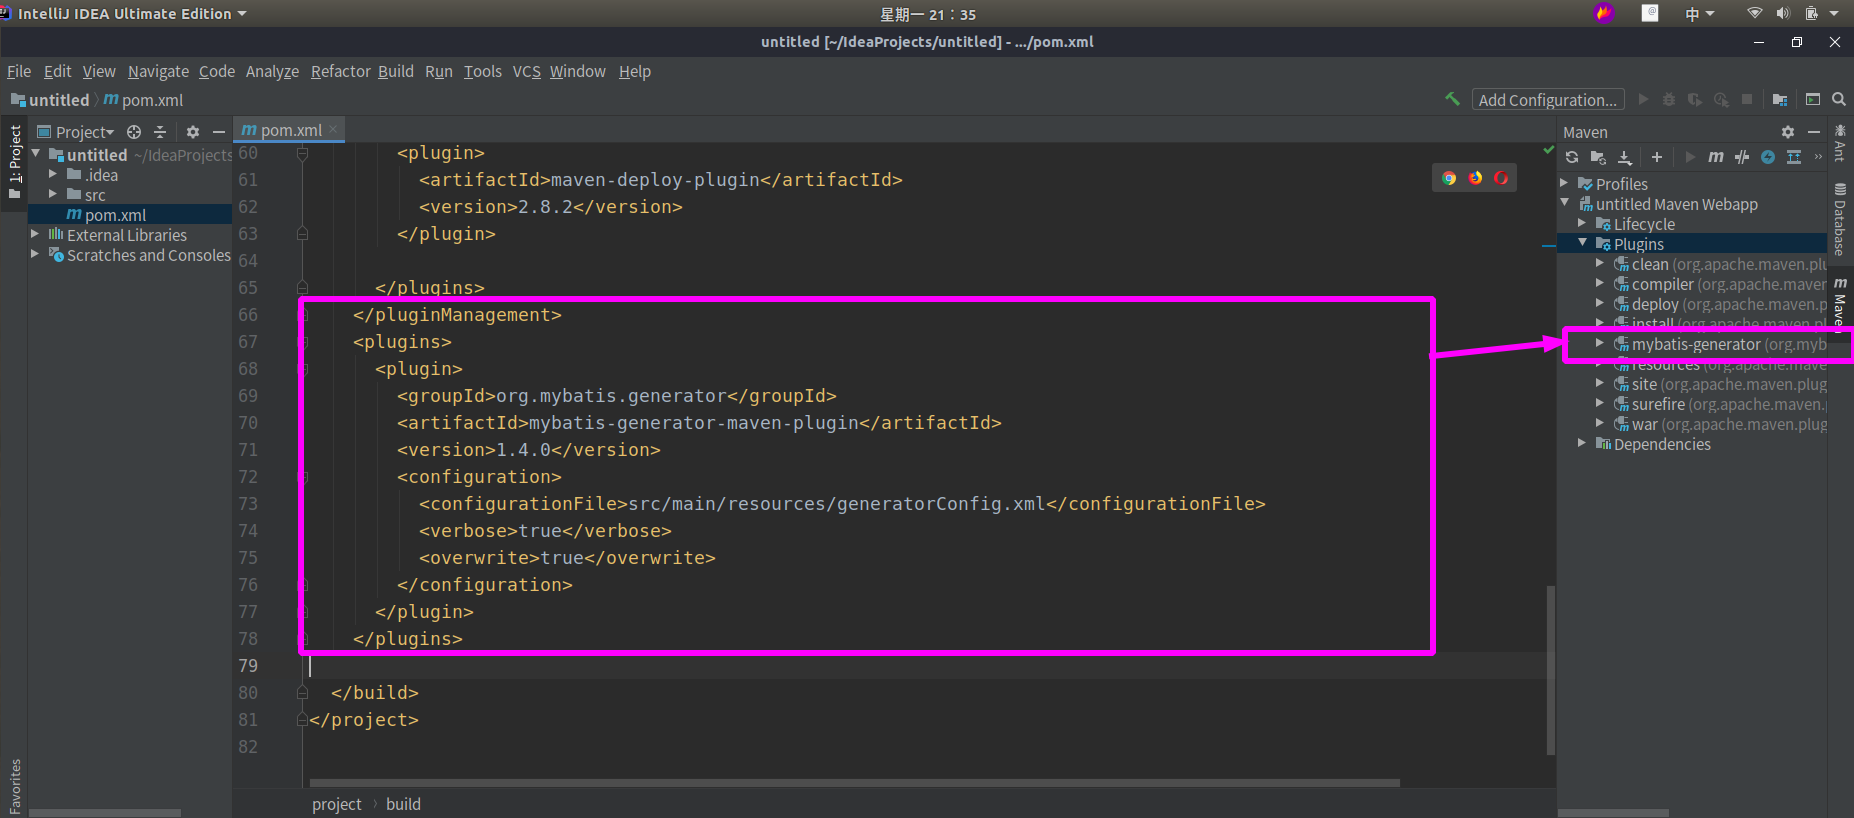 IntelliJ IDEA Ultimate Edition
星期一 21：35
中
untitled [~/IdeaProjects/untitled] - .../pom.xml
File Edit View Navigate Code Analyze Refactor Build Run Tools VCS Window Help
untitled pom.xml
Add Configuration...
1: Project
Favorites
Project
untitled ~/IdeaProjects
.idea
src
pom.xml
External Libraries
Scratches and Consoles
pom.xml
60 <plugin>
61 <artifactId>maven-deploy-plugin</artifactId>
62 <version>2.8.2</version>
63 </plugin>
64
65 </plugins>
66 </pluginManagement>
67 <plugins>
68 <plugin>
69 <groupId>org.mybatis.generator</groupId>
70 <artifactId>mybatis-generator-maven-plugin</artifactId>
71 <version>1.4.0</version>
72 <configuration>
73 <configurationFile>src/main/resources/generatorConfig.xml</configurationFile>
74 <verbose>true</verbose>
75 <overwrite>true</overwrite>
76 </configuration>
77 </plugin>
78 </plugins>
79
80 </build>
81 </project>
82
project › build
Maven
Profiles
untitled Maven Webapp
Lifecycle
Plugins
clean (org.apache.maven.plu
compiler (org.apache.maven
deploy (org.apache.maven.p
install (org.apache.maven.pl
mybatis-generator (org.myb
resources (org.apache.mave
site (org.apache.maven.plug
surefire (org.apache.maven.
war (org.apache.maven.plug
Dependencies
Ant
Database
Maven